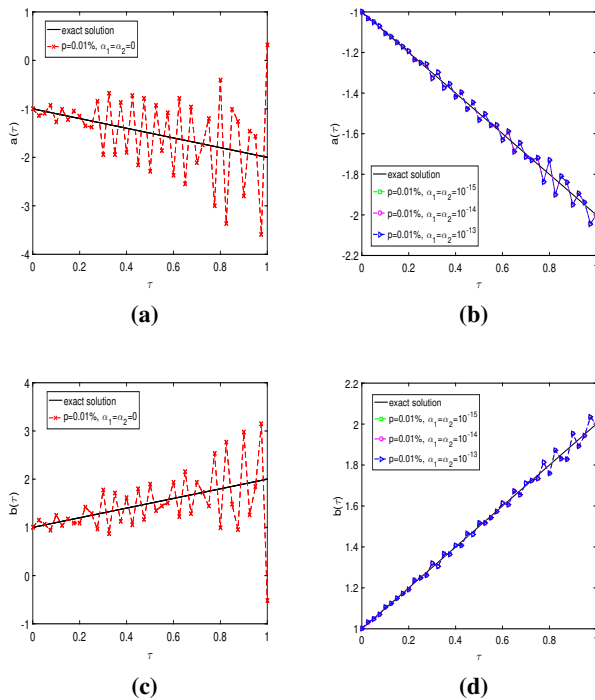 1
0
-1
-2
-3
-4
a(τ)
exact solution
p=0.01%, α₁=α₂=0
0 0.2 0.4 0.6 0.8 1
τ
(a)
-1
-1.2
-1.4
-1.6
-1.8
-2
-2.2
a(τ)
exact solution
p=0.01%, α₁=α₂=10⁻¹⁵
p=0.01%, α₁=α₂=10⁻¹⁴
p=0.01%, α₁=α₂=10⁻¹³
0 0.2 0.4 0.6 0.8 1
τ
(b)
4
3
2
1
0
-1
b(τ)
exact solution
p=0.01%, α₁=α₂=0
0 0.2 0.4 0.6 0.8 1
τ
(c)
2.2
2
1.8
1.6
1.4
1.2
1
b(τ)
exact solution
p=0.01%, α₁=α₂=10⁻¹⁵
p=0.01%, α₁=α₂=10⁻¹⁴
p=0.01%, α₁=α₂=10⁻¹³
0 0.2 0.4 0.6 0.8 1
τ
(d)